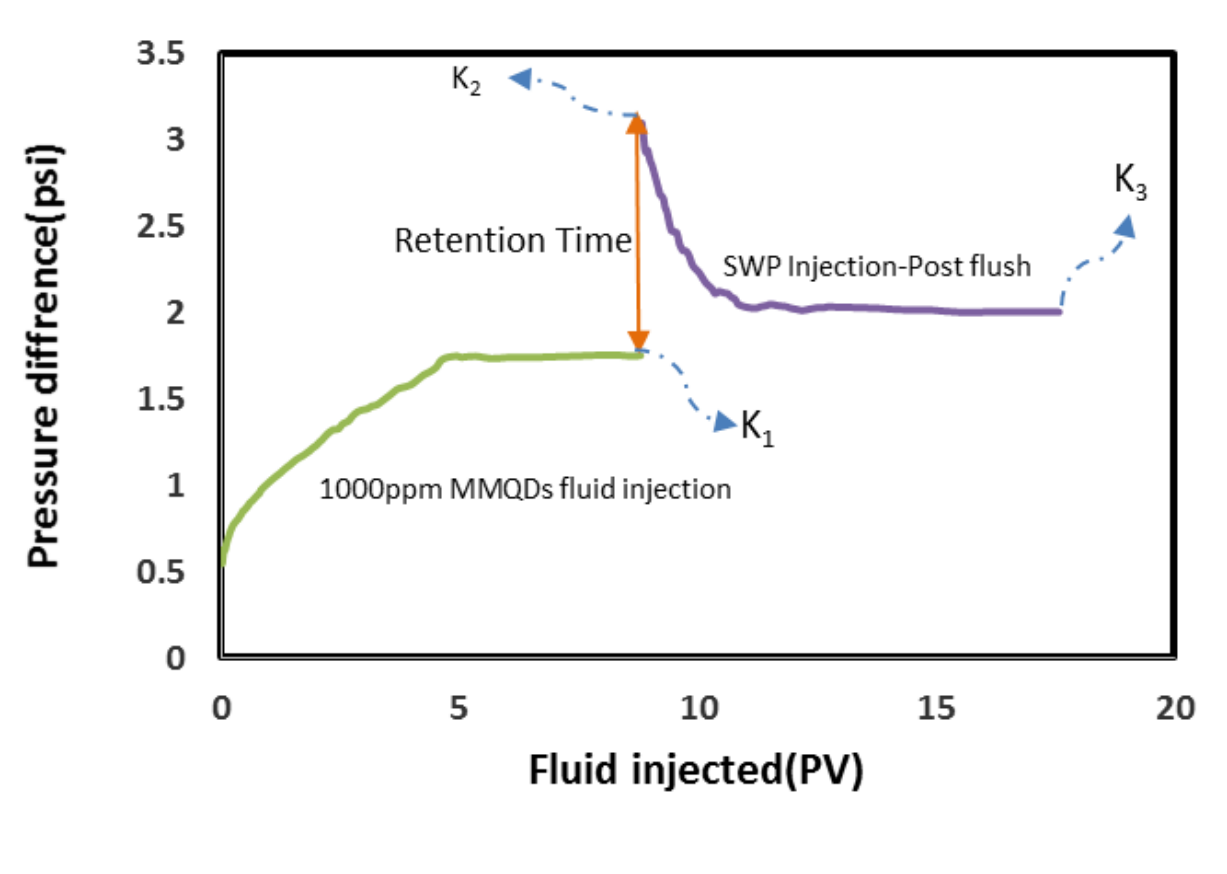 3.5
3
2.5
2
1.5
1
0.5
0
Pressure diffrence(psi)
K2
K3
Retention Time
SWP Injection-Post flush
K1
1000ppm MMQDs fluid injection
0 5 10 15 20
Fluid injected(PV)